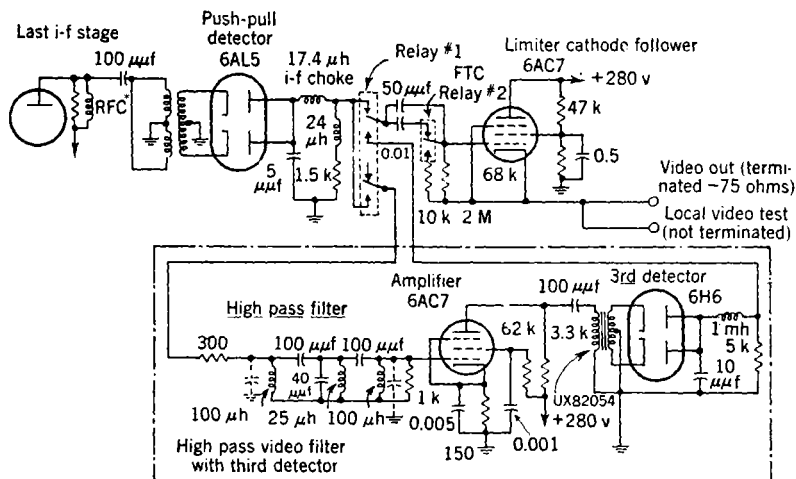 Last i-f stage
100 μμf
RFC
Push-pull
detector
6AL5
17.4 μh
i-f choke
24
μh
5
μμf
1.5 k
Relay #1
50 μμf
FTC
Relay #2
0.01
10 k
2 M
Limiter cathode follower
6AC7
+280 v
47 k
0.5
68 k
Video out (termi-
nated ~75 ohms)
Local video test
(not terminated)
High pass filter
300
100 μμf
100 μμf
40
μμf
100 μh
25 μh
100 μh
High pass video filter
with third detector
Amplifier
6AC7
1 k
0.005
150
0.001
62 k
+280 v
100 μμf
3.3 k
UX82054
3rd detector
6H6
1 mh
5 k
10
μμf